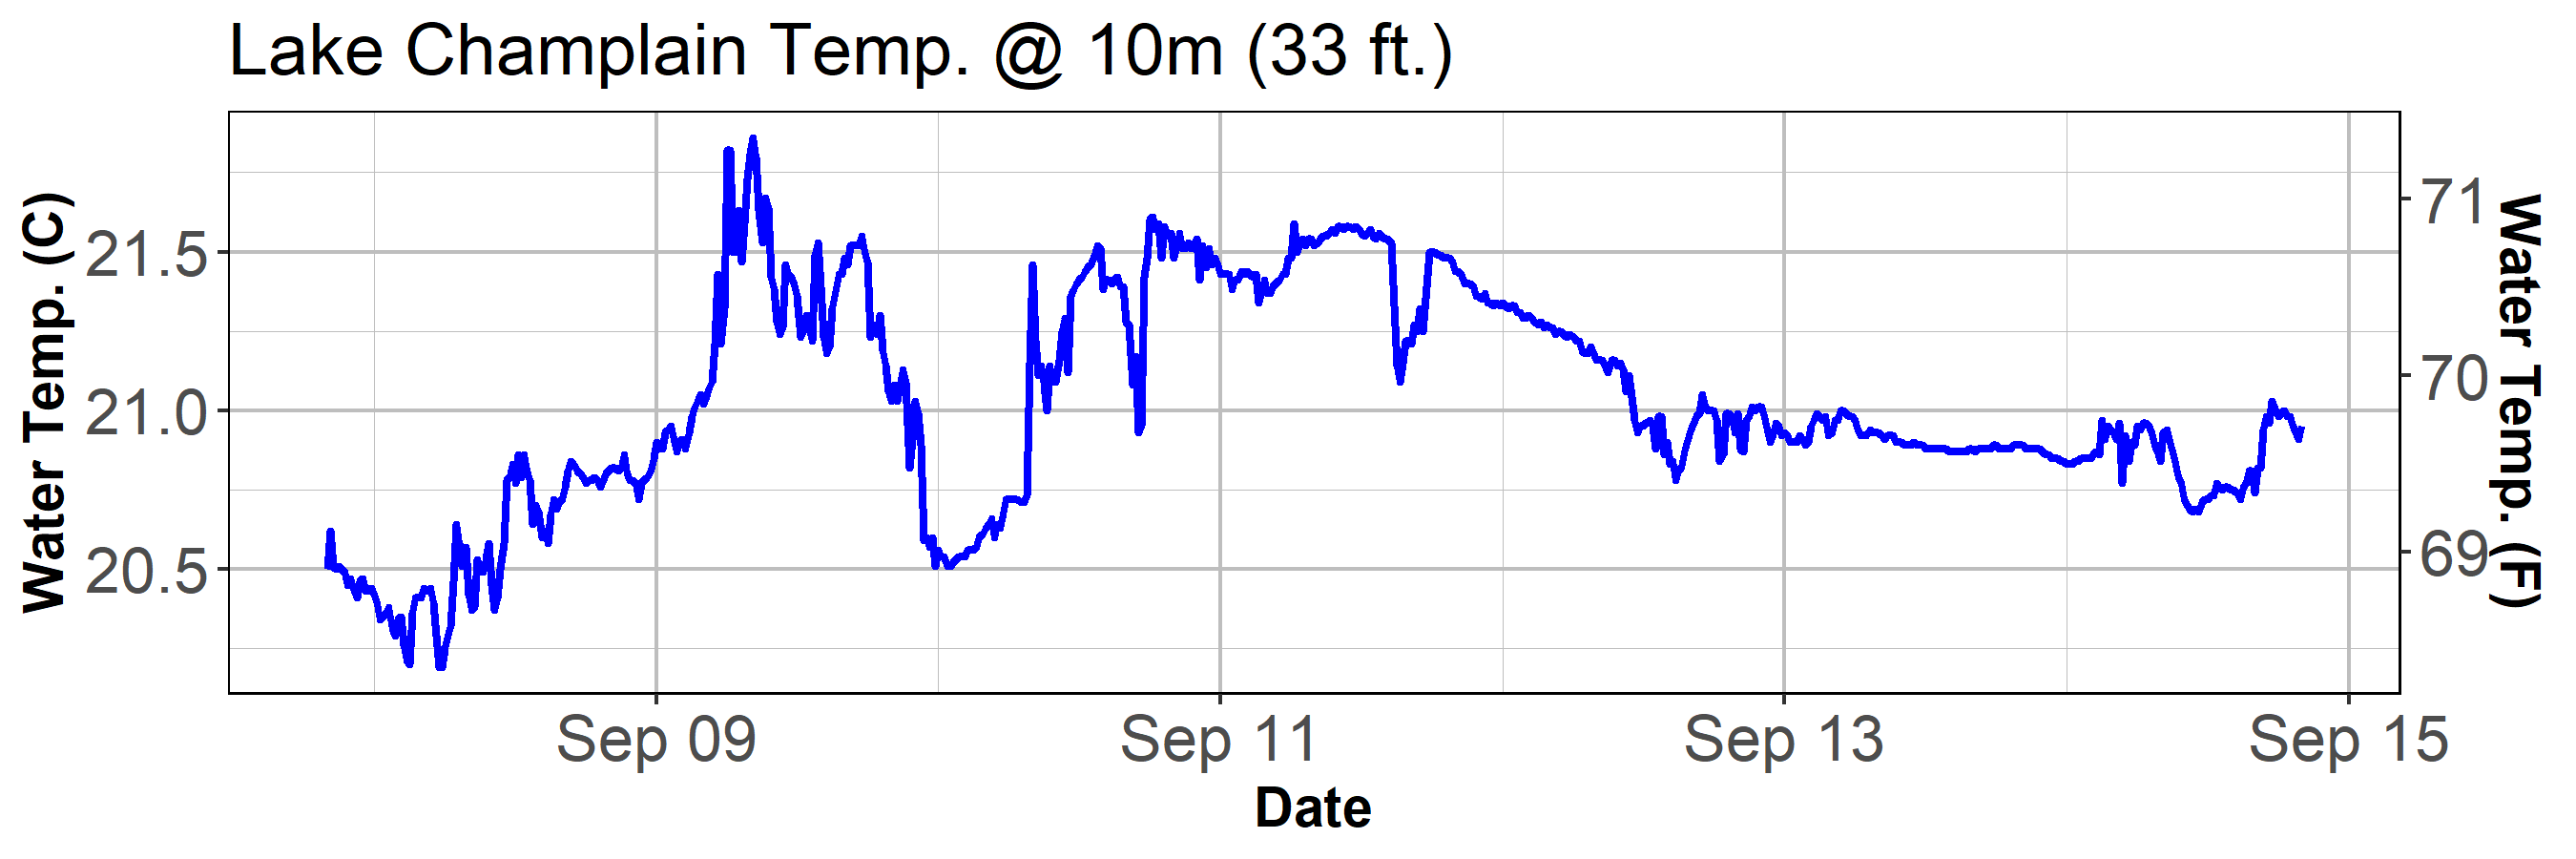 Lake Champlain Temp. @ 10m (33 ft.)
Water Temp. (C)
21.5
21.0
20.5
71
70
69
Water Temp. (F)
Sep 09
Sep 11
Sep 13
Sep 15
Date